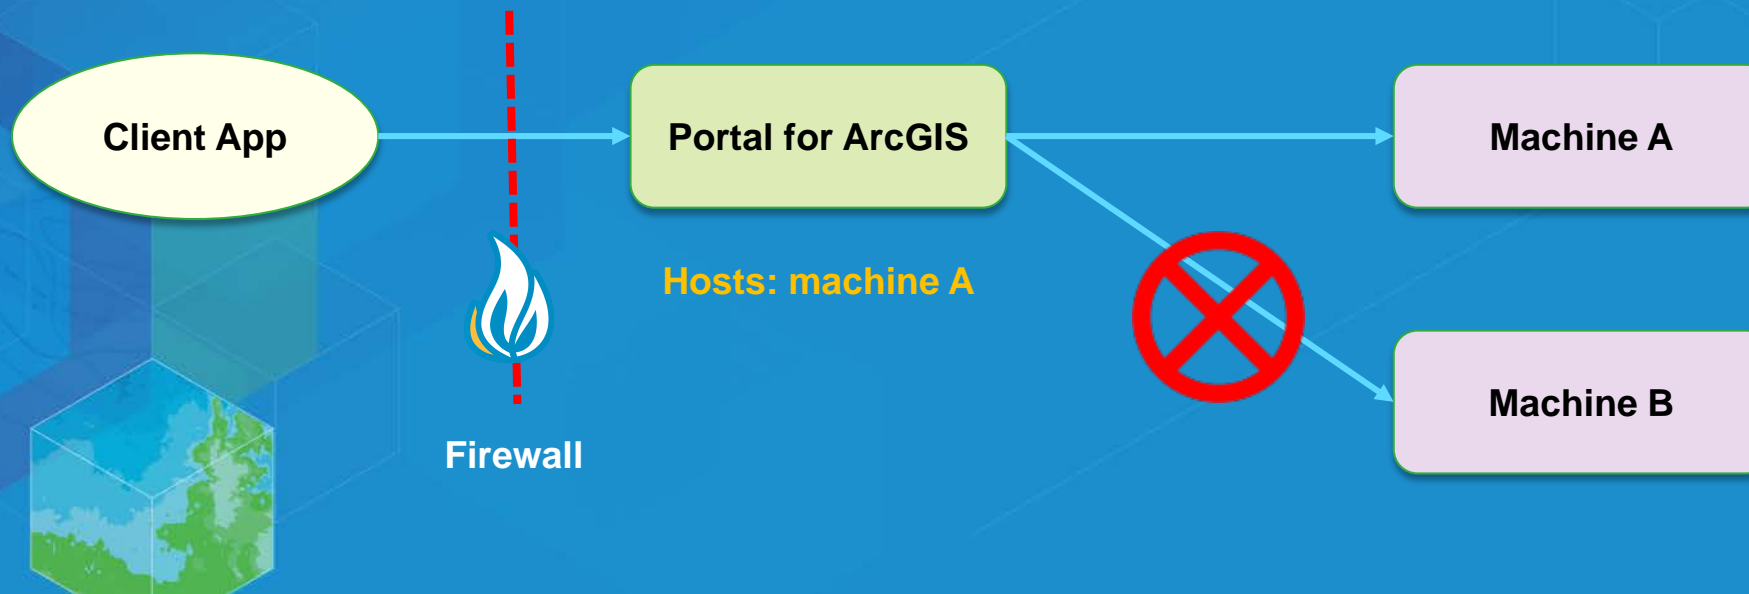 Client App
Portal for ArcGIS
Machine A
Hosts: machine A
Machine B
Firewall